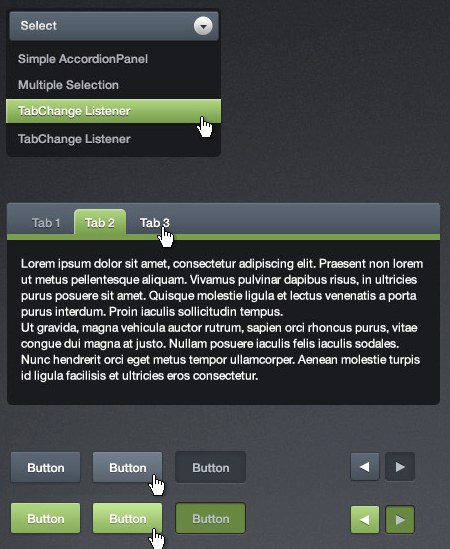 Select
Simple AccordionPanel
Multiple Selection
TabChange Listener
TabChange Listener
Tab 1 Tab 2 Tab 3
Lorem ipsum dolor sit amet, consectetur adipiscing elit. Praesent non lorem
ut metus pellentesque aliquam. Vivamus pulvinar dapibus risus, in ultricies
purus posuere sit amet. Quisque molestie ligula et lectus venenatis a porta
purus interdum. Proin iaculis sollicitudin tempus.
Ut gravida, magna vehicula auctor rutrum, sapien orci rhoncus purus, vitae
congue dui magna at justo. Nullam posuere iaculis felis iaculis sodales.
Nunc hendrerit orci eget metus tempor ullamcorper. Aenean molestie turpis
id ligula facilisis et ultricies eros consectetur.
Button Button Button
Button Button Button